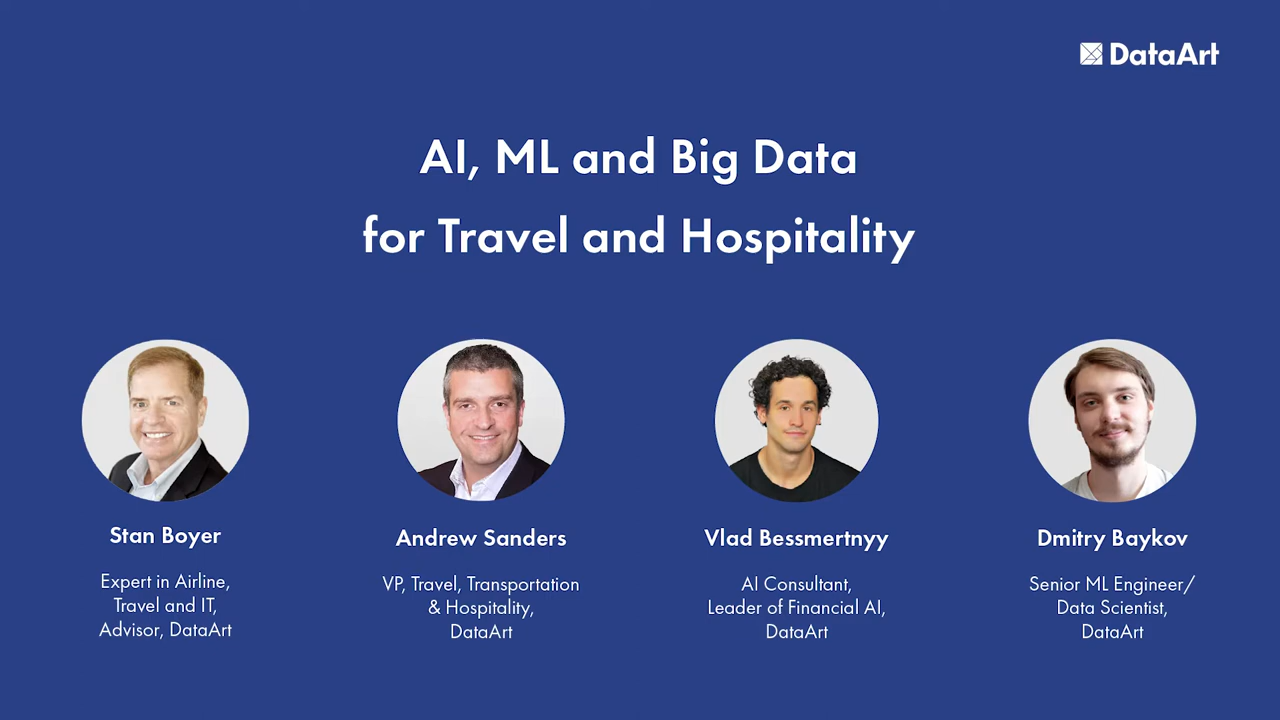 DataArt
AI, ML and Big Data
for Travel and Hospitality
Stan Boyer
Expert in Airline,
Travel and IT,
Advisor, DataArt
Andrew Sanders
VP, Travel, Transportation
& Hospitality,
DataArt
Vlad Bessmertnyy
AI Consultant,
Leader of Financial AI,
DataArt
Dmitry Baykov
Senior ML Engineer/
Data Scientist,
DataArt